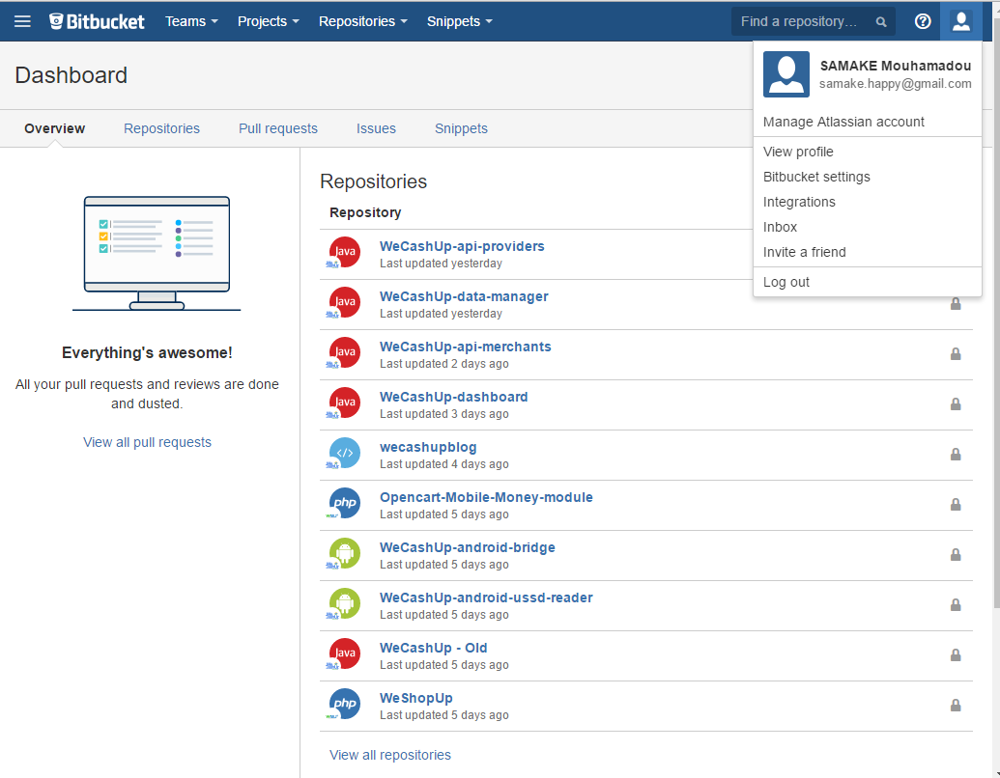 Bitbucket Teams Projects Repositories Snippets Find a repository...
SAMAKE Mouhamadou
samake.happy@gmail.com
Manage Atlassian account
View profile
Bitbucket settings
Integrations
Inbox
Invite a friend
Log out
Dashboard
Overview Repositories Pull requests Issues Snippets
Everything's awesome!
All your pull requests and reviews are done
and dusted.
View all pull requests
Repositories
Repository
Java
WeCashUp-api-providers
Last updated yesterday
Java
WeCashUp-data-manager
Last updated yesterday
Java
WeCashUp-api-merchants
Last updated 2 days ago
Java
WeCashUp-dashboard
Last updated 3 days ago
</>
wecashupblog
Last updated 4 days ago
php
Opencart-Mobile-Money-module
Last updated 5 days ago
WeCashUp-android-bridge
Last updated 5 days ago
WeCashUp-android-ussd-reader
Last updated 5 days ago
Java
WeCashUp - Old
Last updated 5 days ago
php
WeShopUp
Last updated 5 days ago
View all repositories